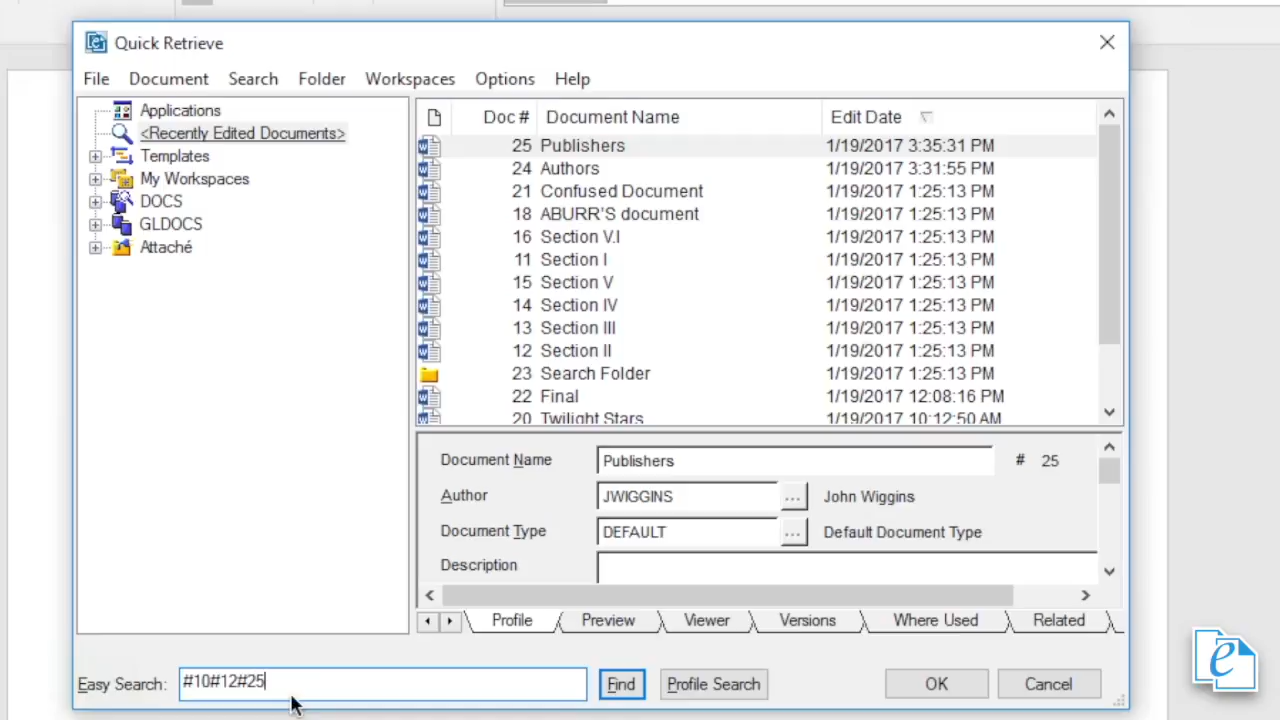 Quick Retrieve
File Document Search Folder Workspaces Options Help
Applications
<Recently Edited Documents>
Templates
My Workspaces
DOCS
GLDOCS
Attaché
Doc # Document Name Edit Date
25 Publishers 1/19/2017 3:35:31 PM
24 Authors 1/19/2017 3:31:55 PM
21 Confused Document 1/19/2017 1:25:13 PM
18 ABURR'S document 1/19/2017 1:25:13 PM
16 Section V.I 1/19/2017 1:25:13 PM
11 Section I 1/19/2017 1:25:13 PM
15 Section V 1/19/2017 1:25:13 PM
14 Section IV 1/19/2017 1:25:13 PM
13 Section III 1/19/2017 1:25:13 PM
12 Section II 1/19/2017 1:25:13 PM
23 Search Folder 1/19/2017 1:25:13 PM
22 Final 1/19/2017 12:08:16 PM
20 Twilight Stars 1/19/2017 10:12:50 AM
Document Name Publishers # 25
Author JWIGGINS ... John Wiggins
Document Type DEFAULT ... Default Document Type
Description
Profile Preview Viewer Versions Where Used Related
Easy Search: #10#12#25 Find Profile Search OK Cancel
e